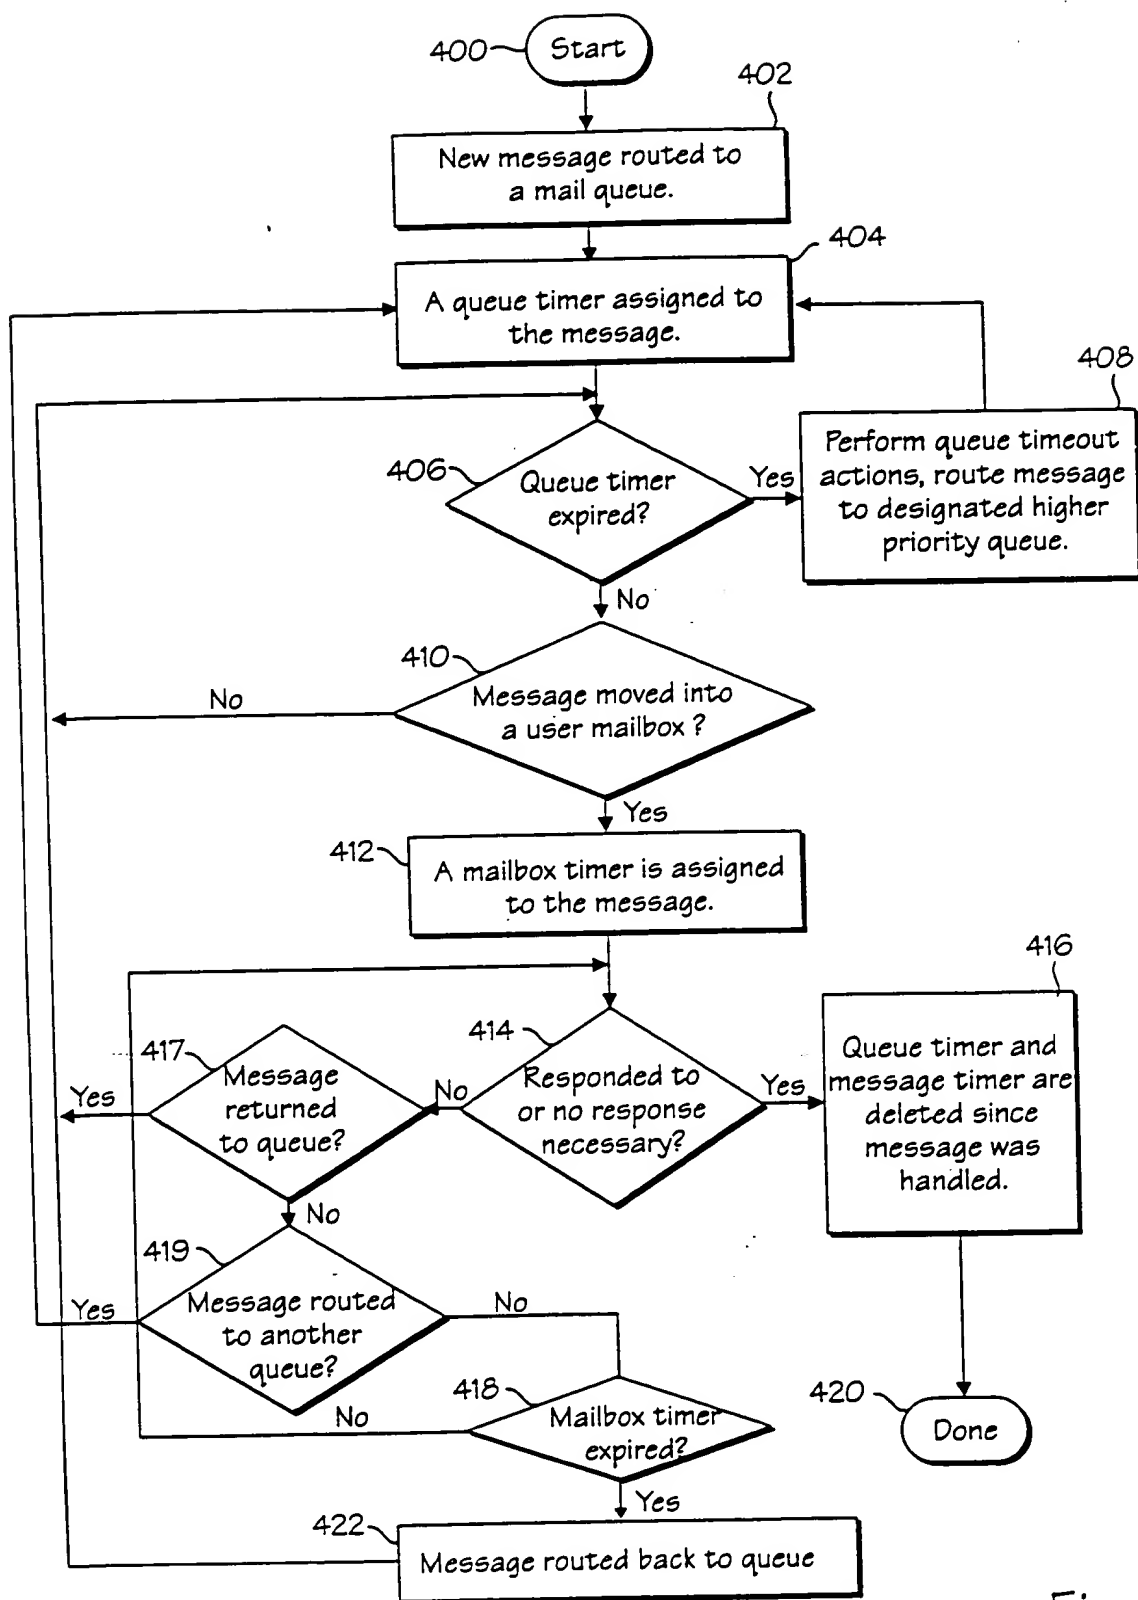 400
Start
402
New message routed to
a mail queue.
404
A queue timer assigned to
the message.
408
Perform queue timeout
actions, route message
to designated higher
priority queue.
406
Queue timer
expired?
Yes
No
410
Message moved into
a user mailbox ?
No
Yes
412
A mailbox timer is assigned
to the message.
416
Queue timer and
message timer are
deleted since
message was
handled.
414
Responded to
or no response
necessary?
Yes
No
417
Message
returned
to queue?
Yes
No
419
Message routed
to another
queue?
Yes
No
418
Mailbox timer
expired?
No
Yes
420
Done
422
Message routed back to queue